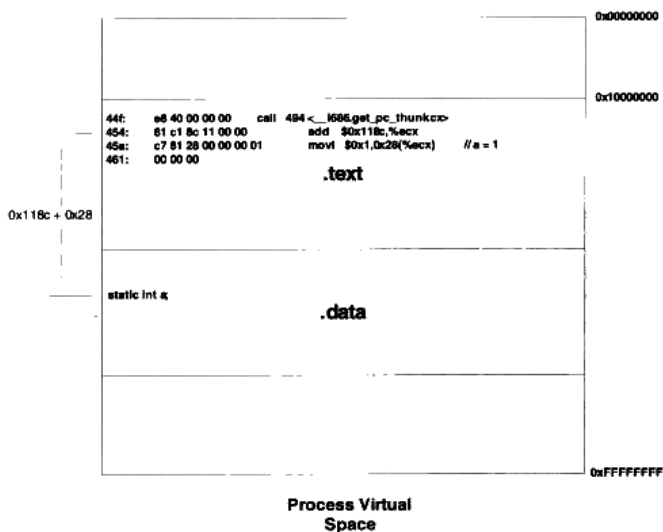 0x00000000
0x10000000
44f: e8 40 00 00 00 call 494 <__i686.get_pc_thunkcx>
454: 81 c1 8c 11 00 00 add $0x118c,%ecx
45a: c7 81 28 00 00 00 01 movl $0x1,0x28(%ecx) // a = 1
461: 00 00 00
.text
0x118c + 0x28
static int a;
.data
0xFFFFFFFF
Process Virtual
Space